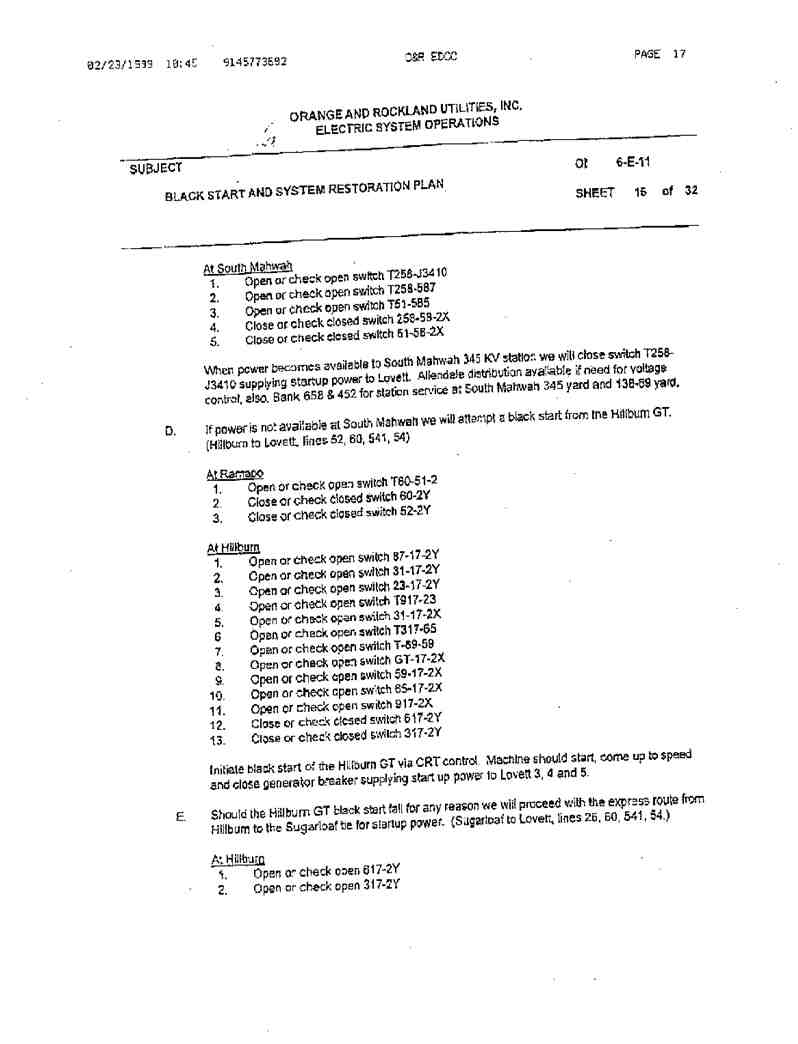 02/23/1999 10:45 9145773692 O&R EDCC PAGE 17
ORANGE AND ROCKLAND UTILITIES, INC.
ELECTRIC SYSTEM OPERATIONS
SUBJECT OI 6-E-11
BLACK START AND SYSTEM RESTORATION PLAN SHEET 16 of 32
At South Mahwah
1. Open or check open switch T258-J3410
2. Open or check open switch T258-587
3. Open or check open switch T51-585
4. Close or check closed switch 258-58-2X
5. Close or check closed switch 51-58-2X
When power becomes available to South Mahwah 345 KV station we will close switch T258-
J3410 supplying startup power to Lovett. Allendale distribution available if need for voltage
control, also, Bank 658 & 452 for station service at South Mahwah 345 yard and 138-69 yard.
D. If power is not available at South Mahwah we will attempt a black start from the Hillburn GT.
(Hillburn to Lovett, lines 52, 60, 541, 54)
At Ramapo
1. Open or check open switch T60-51-2
2. Close or check closed switch 60-2Y
3. Close or check closed switch 52-2Y
At Hillburn
1. Open or check open switch 87-17-2Y
2. Open or check open switch 31-17-2Y
3. Open or check open switch 23-17-2Y
4. Open or check open switch T917-23
5. Open or check open switch 31-17-2X
6 Open or check open switch T317-65
7. Open or check open switch T-69-59
8. Open or check open switch GT-17-2X
9. Open or check open switch 59-17-2X
10. Open or check open switch 65-17-2X
11. Open or check open switch 917-2X
12. Close or check closed switch 617-2Y
13. Close or check closed switch 317-2Y
Initiate black start of the Hillburn GT via CRT control. Machine should start, come up to speed
and close generator breaker supplying start up power to Lovett 3, 4 and 5.
E. Should the Hillburn GT black start fail for any reason we will proceed with the express route from
Hillburn to the Sugarloaf tie for startup power. (Sugarloaf to Lovett, lines 26, 60, 541, 54.)
At Hillburn
1. Open or check open 617-2Y
2. Open or check open 317-2Y